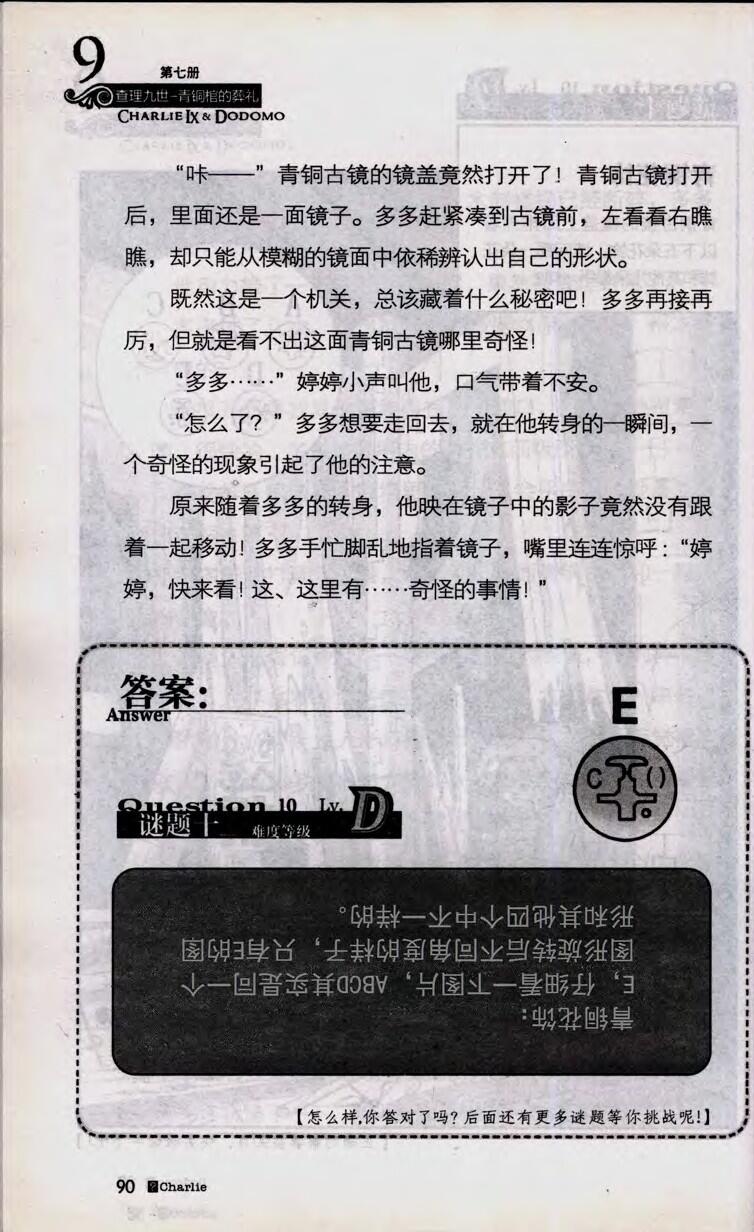 9
第七册
查理九世-青铜棺的葬礼
CHARLIE IX & DODOMO
“咔——”青铜古镜的镜盖竟然打开了！青铜古镜打开
后，里面还是一面镜子。多多赶紧凑到古镜前，左看看右瞧
瞧，却只能从模糊的镜面中依稀辨认出自己的形状。
既然这是一个机关，总该藏着什么秘密吧！多多再接再
厉，但就是看不出这面青铜古镜哪里奇怪！
“多多……”婷婷小声叫他，口气带着不安。
“怎么了？”多多想要走回去，就在他转身的一瞬间，一
个奇怪的现象引起了他的注意。
原来随着多多的转身，他映在镜子中的影子竟然没有跟
着一起移动！多多手忙脚乱地指着镜子，嘴里连连惊呼：“婷
婷，快来看！这、这里有……奇怪的事情！”
答案：
Answer
E
C
Question 10 Lv. D
谜题十 难度等级
青铜花饰：
E，仔细看一下图片，ABCD其实是同一个
图形旋转后不同角度的样子，只有E的图
形和其他四个中不一样的。
【怎么样，你答对了吗？后面还有更多谜题等你挑战呢！】
90 Charlie